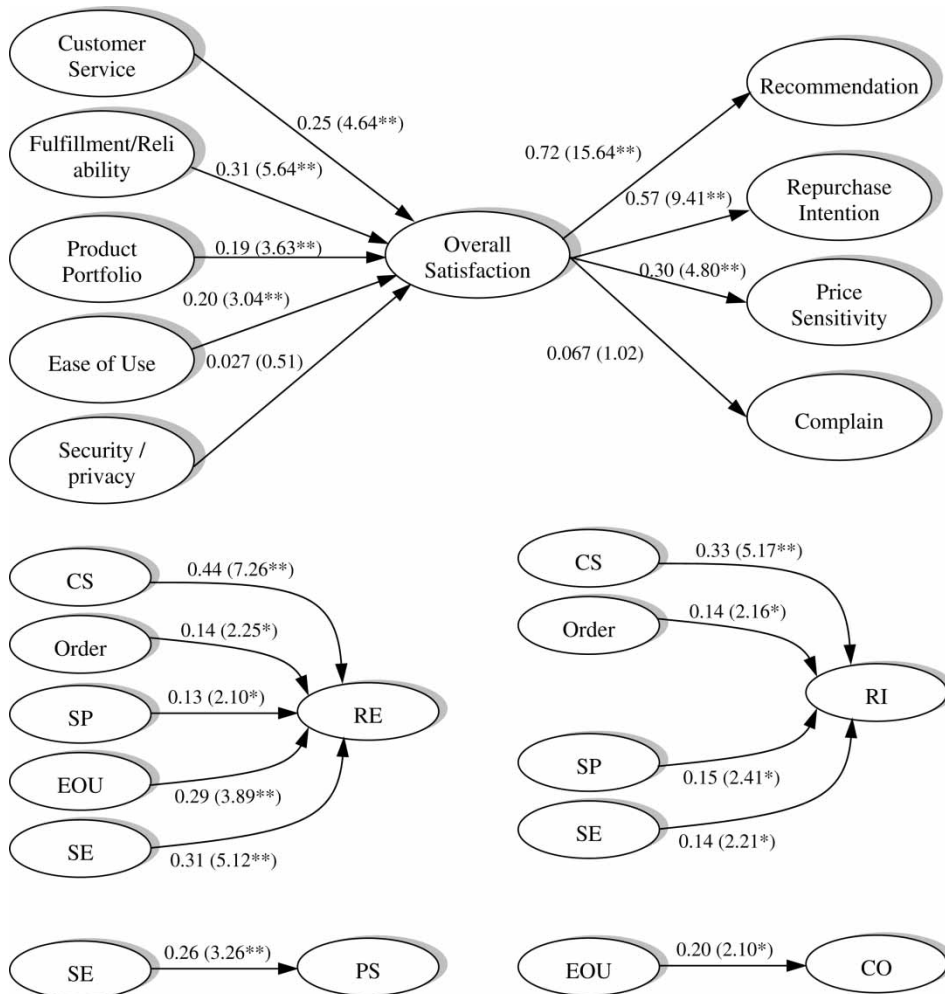 Customer
Service
Recommendation
0.25 (4.64**)
Fulfillment/Reli
ability
0.72 (15.64**)
0.31 (5.64**)
0.57 (9.41**)
Repurchase
Intention
Product
Portfolio
0.19 (3.63**)
Overall
Satisfaction
0.30 (4.80**)
0.20 (3.04**)
Price
Sensitivity
Ease of Use
0.027 (0.51)
0.067 (1.02)
Security /
privacy
Complain
CS
0.44 (7.26**)
Order
0.14 (2.25*)
SP
0.13 (2.10*)
RE
EOU
0.29 (3.89**)
SE
0.31 (5.12**)
CS
0.33 (5.17**)
Order
0.14 (2.16*)
RI
SP
0.15 (2.41*)
SE
0.14 (2.21*)
SE
0.26 (3.26**)
PS
EOU
0.20 (2.10*)
CO